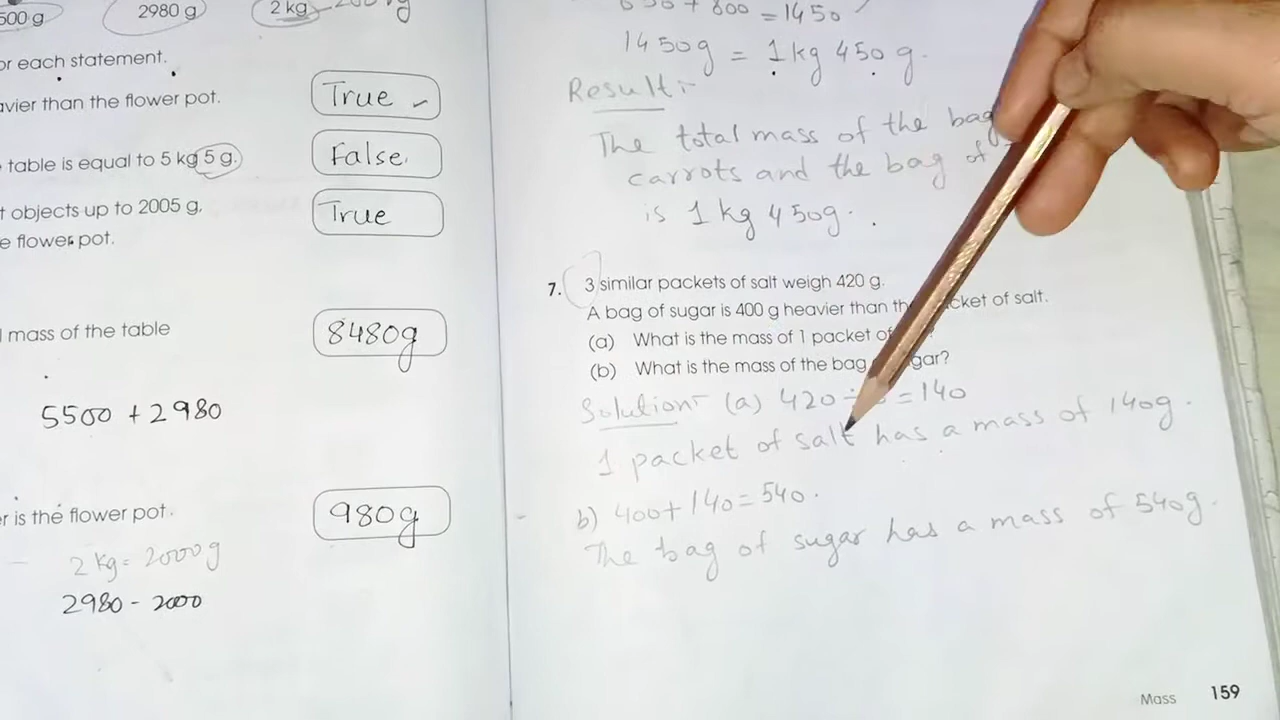 500 g 2980 g 2 kg
or each statement.
avier than the flower pot. True
table is equal to 5 kg 5 g. False.
t objects up to 2005 g, True
e flower pot.
mass of the table 8480g
5500 + 2980
r is the flower pot. 980g
2 kg = 2000 g
2980 - 2000
= 1450
1450g = 1kg 450 g.
Result:-
The total mass of the bag
carrots and the bag of
is 1 kg 450g.
7. 3 similar packets of salt weigh 420 g.
A bag of sugar is 400 g heavier than cket of salt.
(a) What is the mass of 1 packet of
(b) What is the mass of the bag gar?
Solution:- (a) 420 ÷ = 140
1 packet of salt has a mass of 140g.
b) 400+140=540.
The bag of sugar has a mass of 540g.
Mass 159